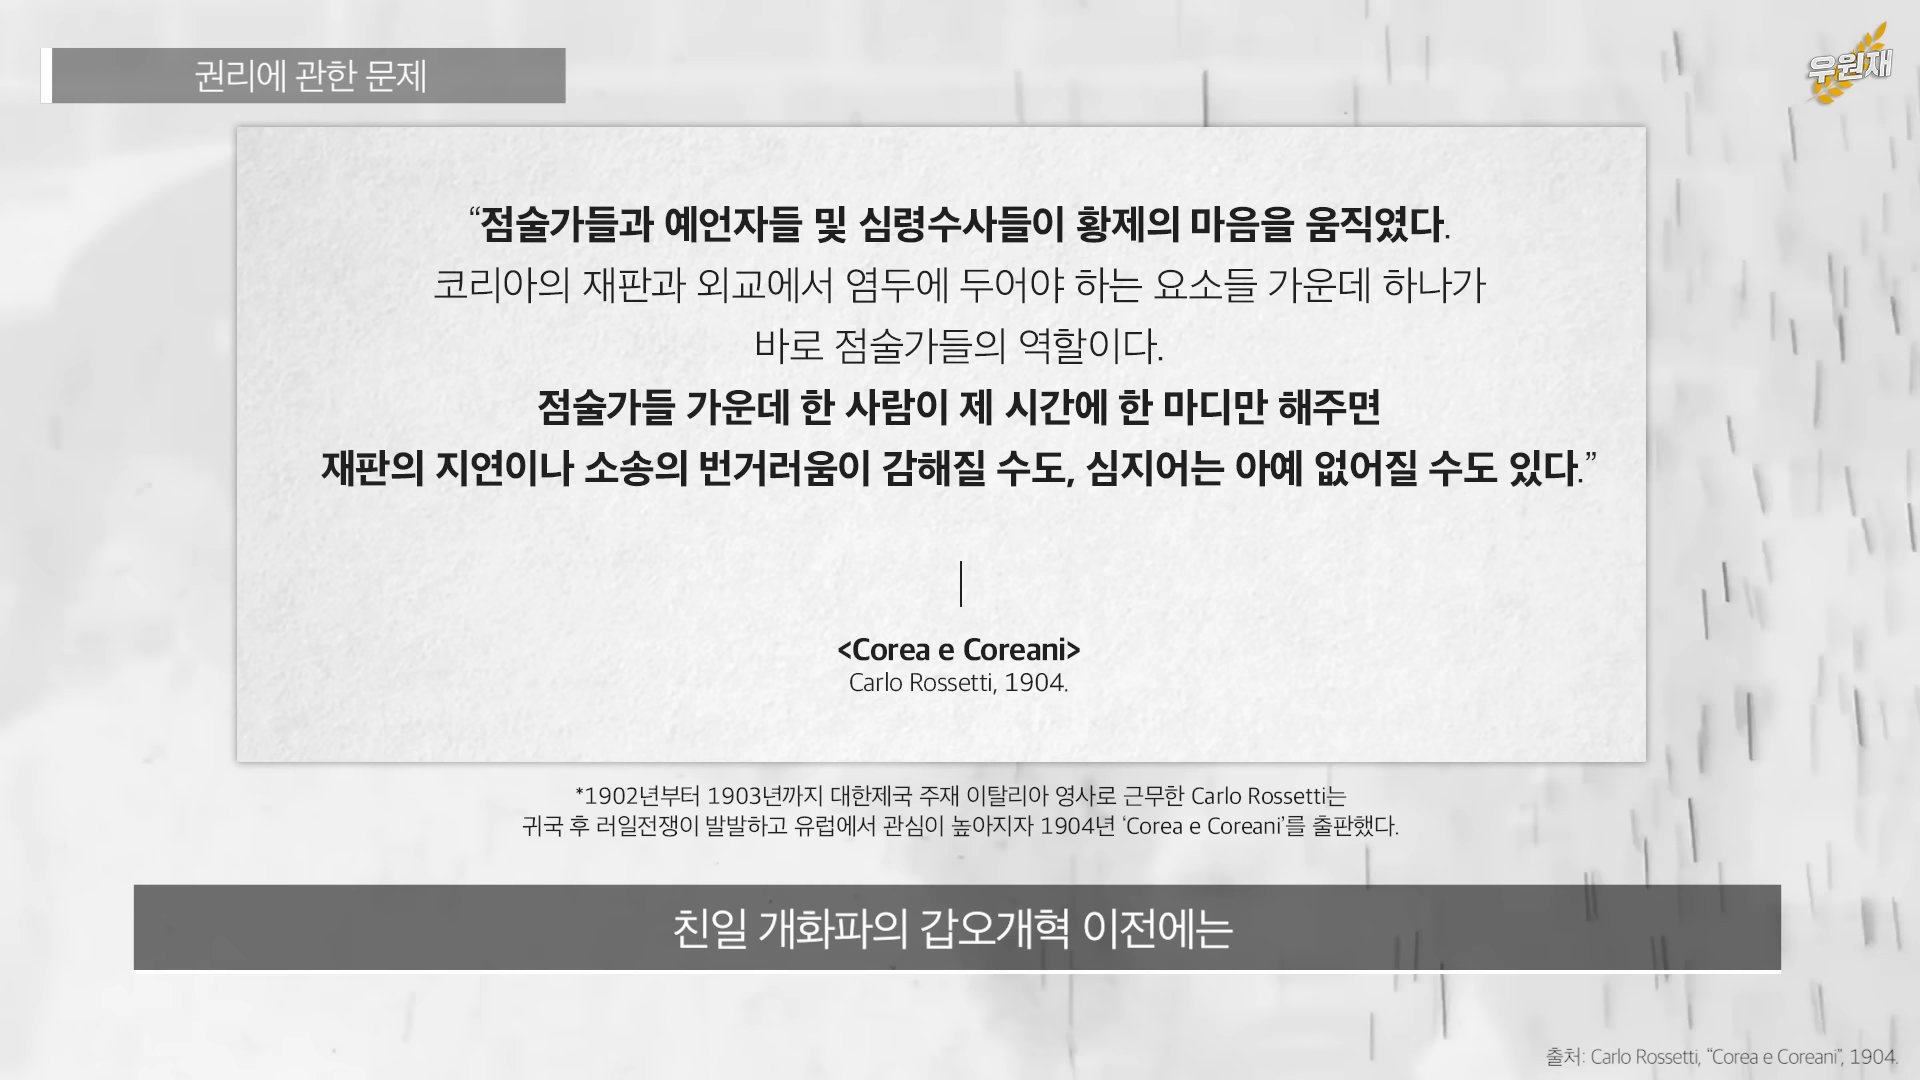 권리에 관한 문제
우원재
“점술가들과 예언자들 및 심령수사들이 황제의 마음을 움직였다.
코리아의 재판과 외교에서 염두에 두어야 하는 요소들 가운데 하나가
바로 점술가들의 역할이다.
점술가들 가운데 한 사람이 제 시간에 한 마디만 해주면
재판의 지연이나 소송의 번거러움이 감해질 수도, 심지어는 아예 없어질 수도 있다.”
<Corea e Coreani>
Carlo Rossetti, 1904.
*1902년부터 1903년까지 대한제국 주재 이탈리아 영사로 근무한 Carlo Rossetti는
귀국 후 러일전쟁이 발발하고 유럽에서 관심이 높아지자 1904년 ‘Corea e Coreani’를 출판했다.
친일 개화파의 갑오개혁 이전에는
출처: Carlo Rossetti, “Corea e Coreani”, 1904.